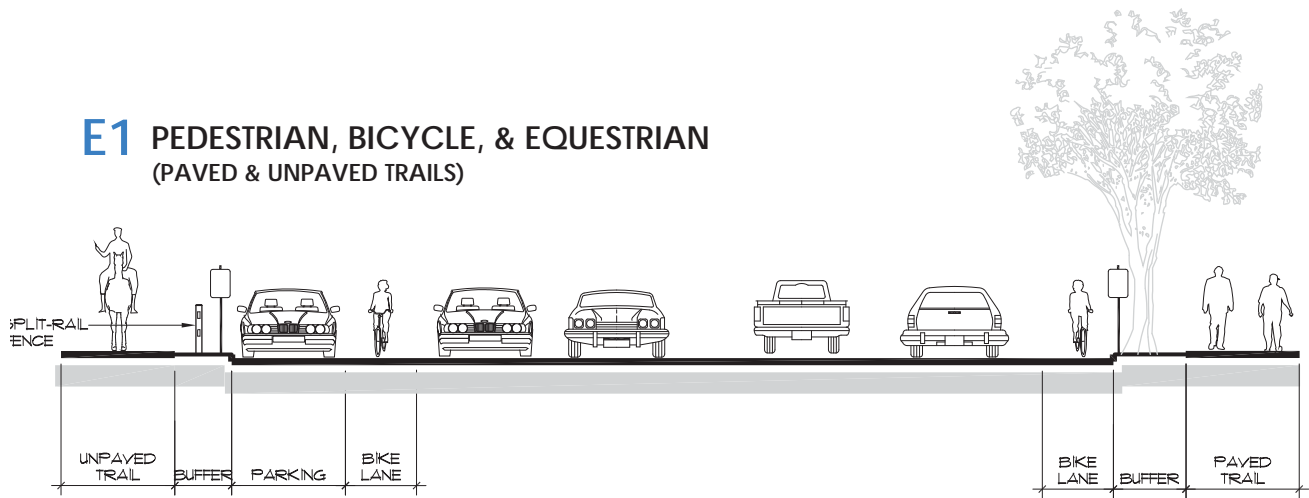 E1 PEDESTRIAN, BICYCLE, & EQUESTRIAN
(PAVED & UNPAVED TRAILS)
SPLIT-RAIL
FENCE
UNPAVED
TRAIL
BUFFER
PARKING
BIKE
LANE
BIKE
LANE
BUFFER
PAVED
TRAIL